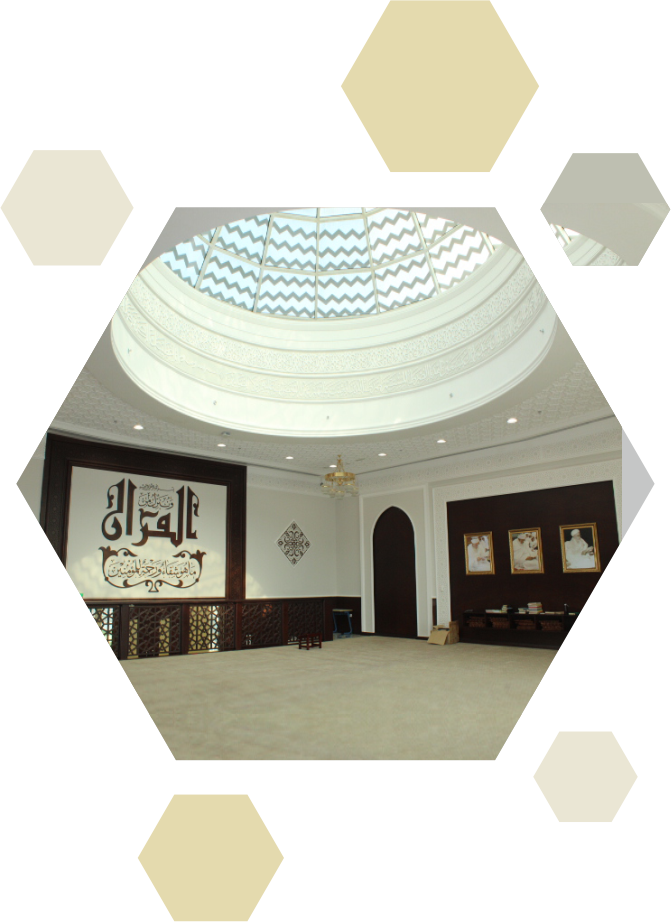 وننزل من
القرآن
ما هو شفاء ورحمة للمؤمنين